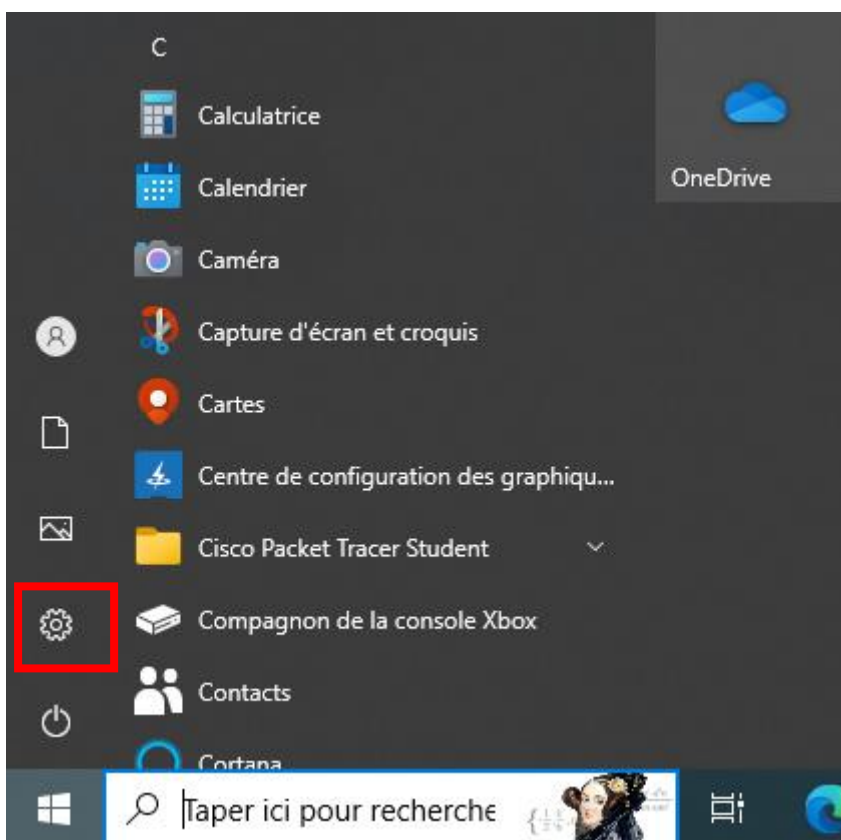 C
Calculatrice
Calendrier
Caméra
Capture d'écran et croquis
Cartes
Centre de configuration des graphiqu...
Cisco Packet Tracer Student
Compagnon de la console Xbox
Contacts
Cortana
OneDrive
Taper ici pour recherche